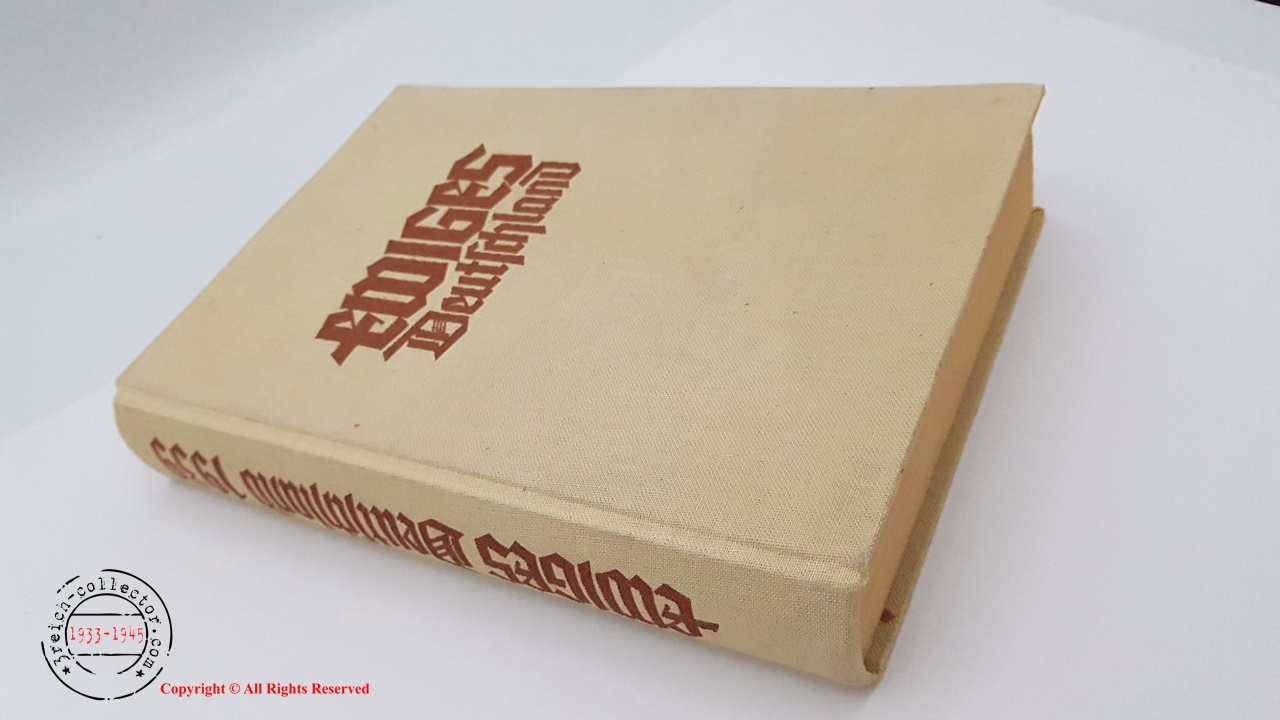 EWIGES
Deutschland
EWIGES Deutschland 1939
3reich-collector.com
1933-1945
Copyright © All Rights Reserved